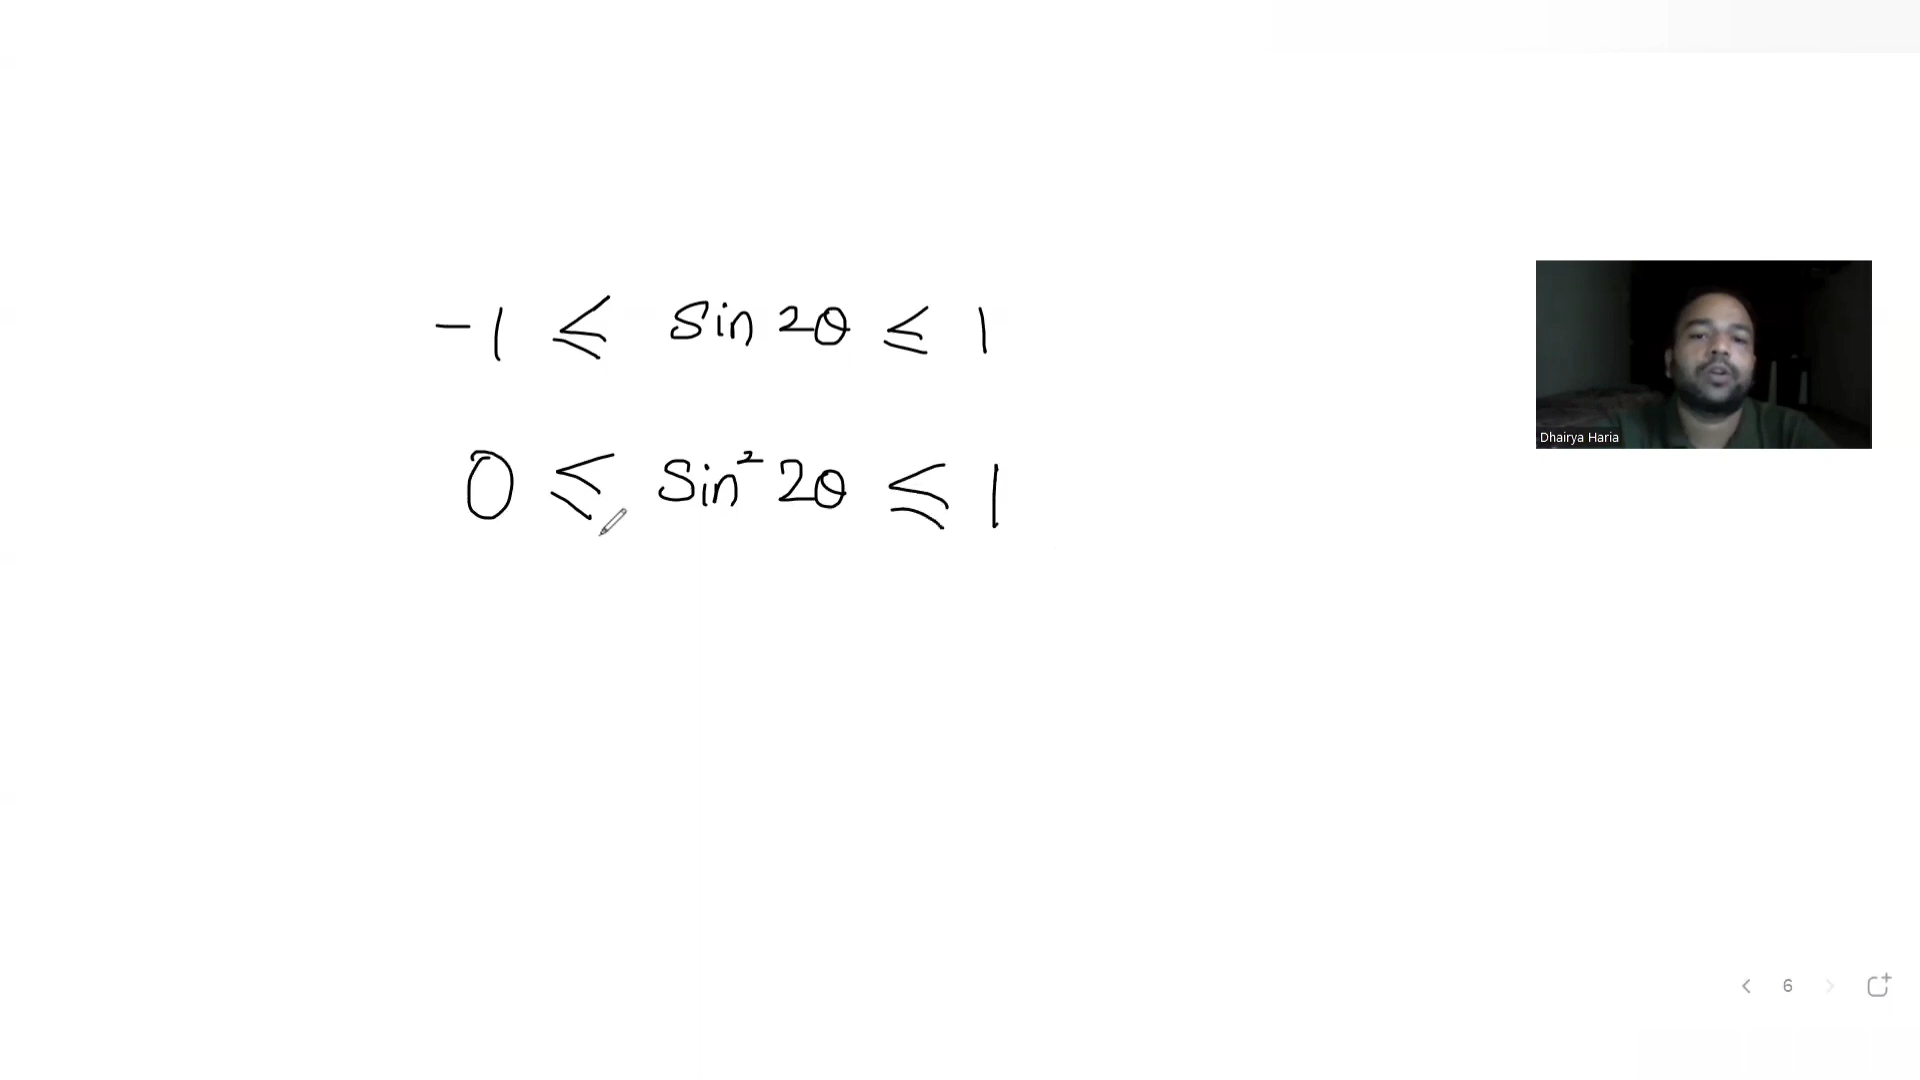 -1 ≤ Sin 2θ ≤ 1
Dhairya Haria
0 ≤ Sin² 2θ ≤ 1
6